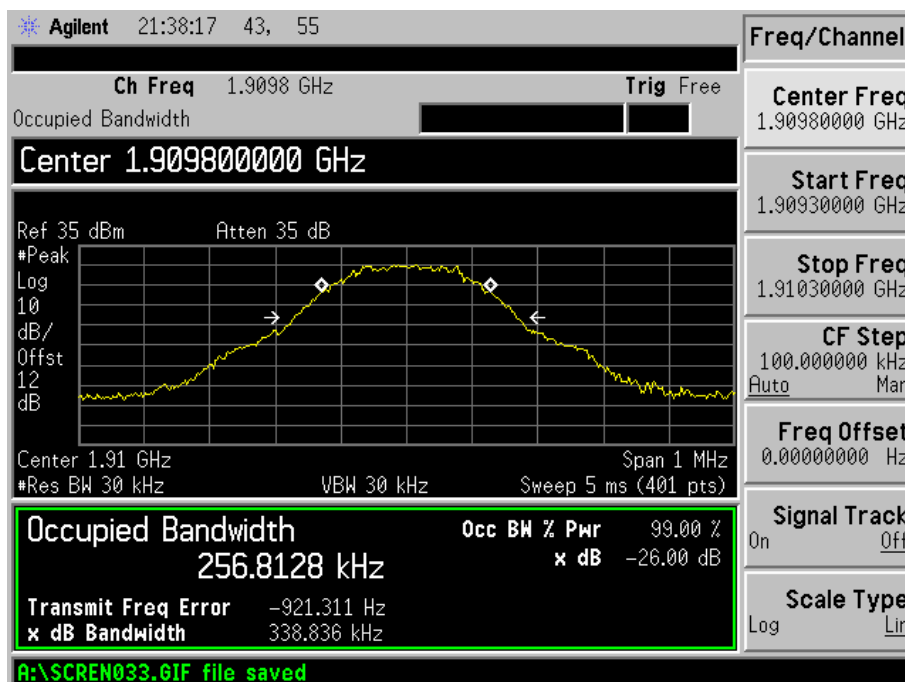 Agilent 21:38:17 43, 55
Ch Freq 1.9098 GHz Trig Free
Occupied Bandwidth
Center 1.909800000 GHz
Ref 35 dBm Atten 35 dB
#Peak
Log
10
dB/
Offst
12
dB
Center 1.91 GHz Span 1 MHz
#Res BW 30 kHz VBW 30 kHz Sweep 5 ms (401 pts)
Occupied Bandwidth Occ BW % Pwr 99.00 %
256.8128 kHz x dB -26.00 dB
Transmit Freq Error -921.311 Hz
x dB Bandwidth 338.836 kHz
A:\SCREN033.GIF file saved
Freq/Channel
Center Freq
1.90980000 GHz
Start Freq
1.90930000 GHz
Stop Freq
1.91030000 GHz
CF Step
100.000000 kHz
Auto Man
Freq Offset
0.00000000 Hz
Signal Track
On Off
Scale Type
Log Lin